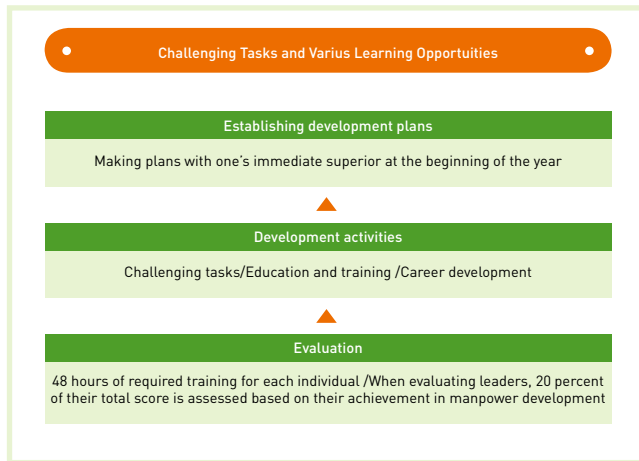 Challenging Tasks and Varius Learning Opportuities
Establishing development plans
Making plans with one's immediate superior at the beginning of the year
Development activities
Challenging tasks/Education and training /Career development
Evaluation
48 hours of required training for each individual /When evaluating leaders, 20 percent
of their total score is assessed based on their achievement in manpower development